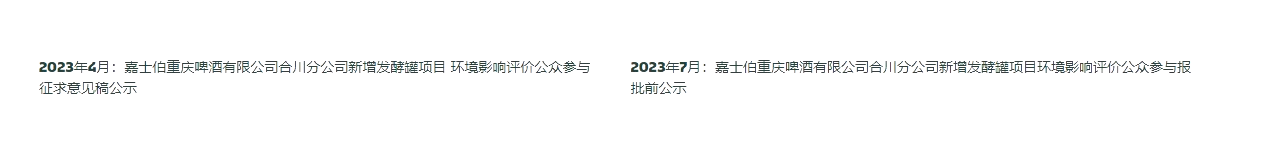 2023年4月：嘉士伯重庆啤酒有限公司合川分公司新增发酵罐项目 环境影响评价公众参与
征求意见稿公示
2023年7月：嘉士伯重庆啤酒有限公司合川分公司新增发酵罐项目环境影响评价公众参与报
批前公示